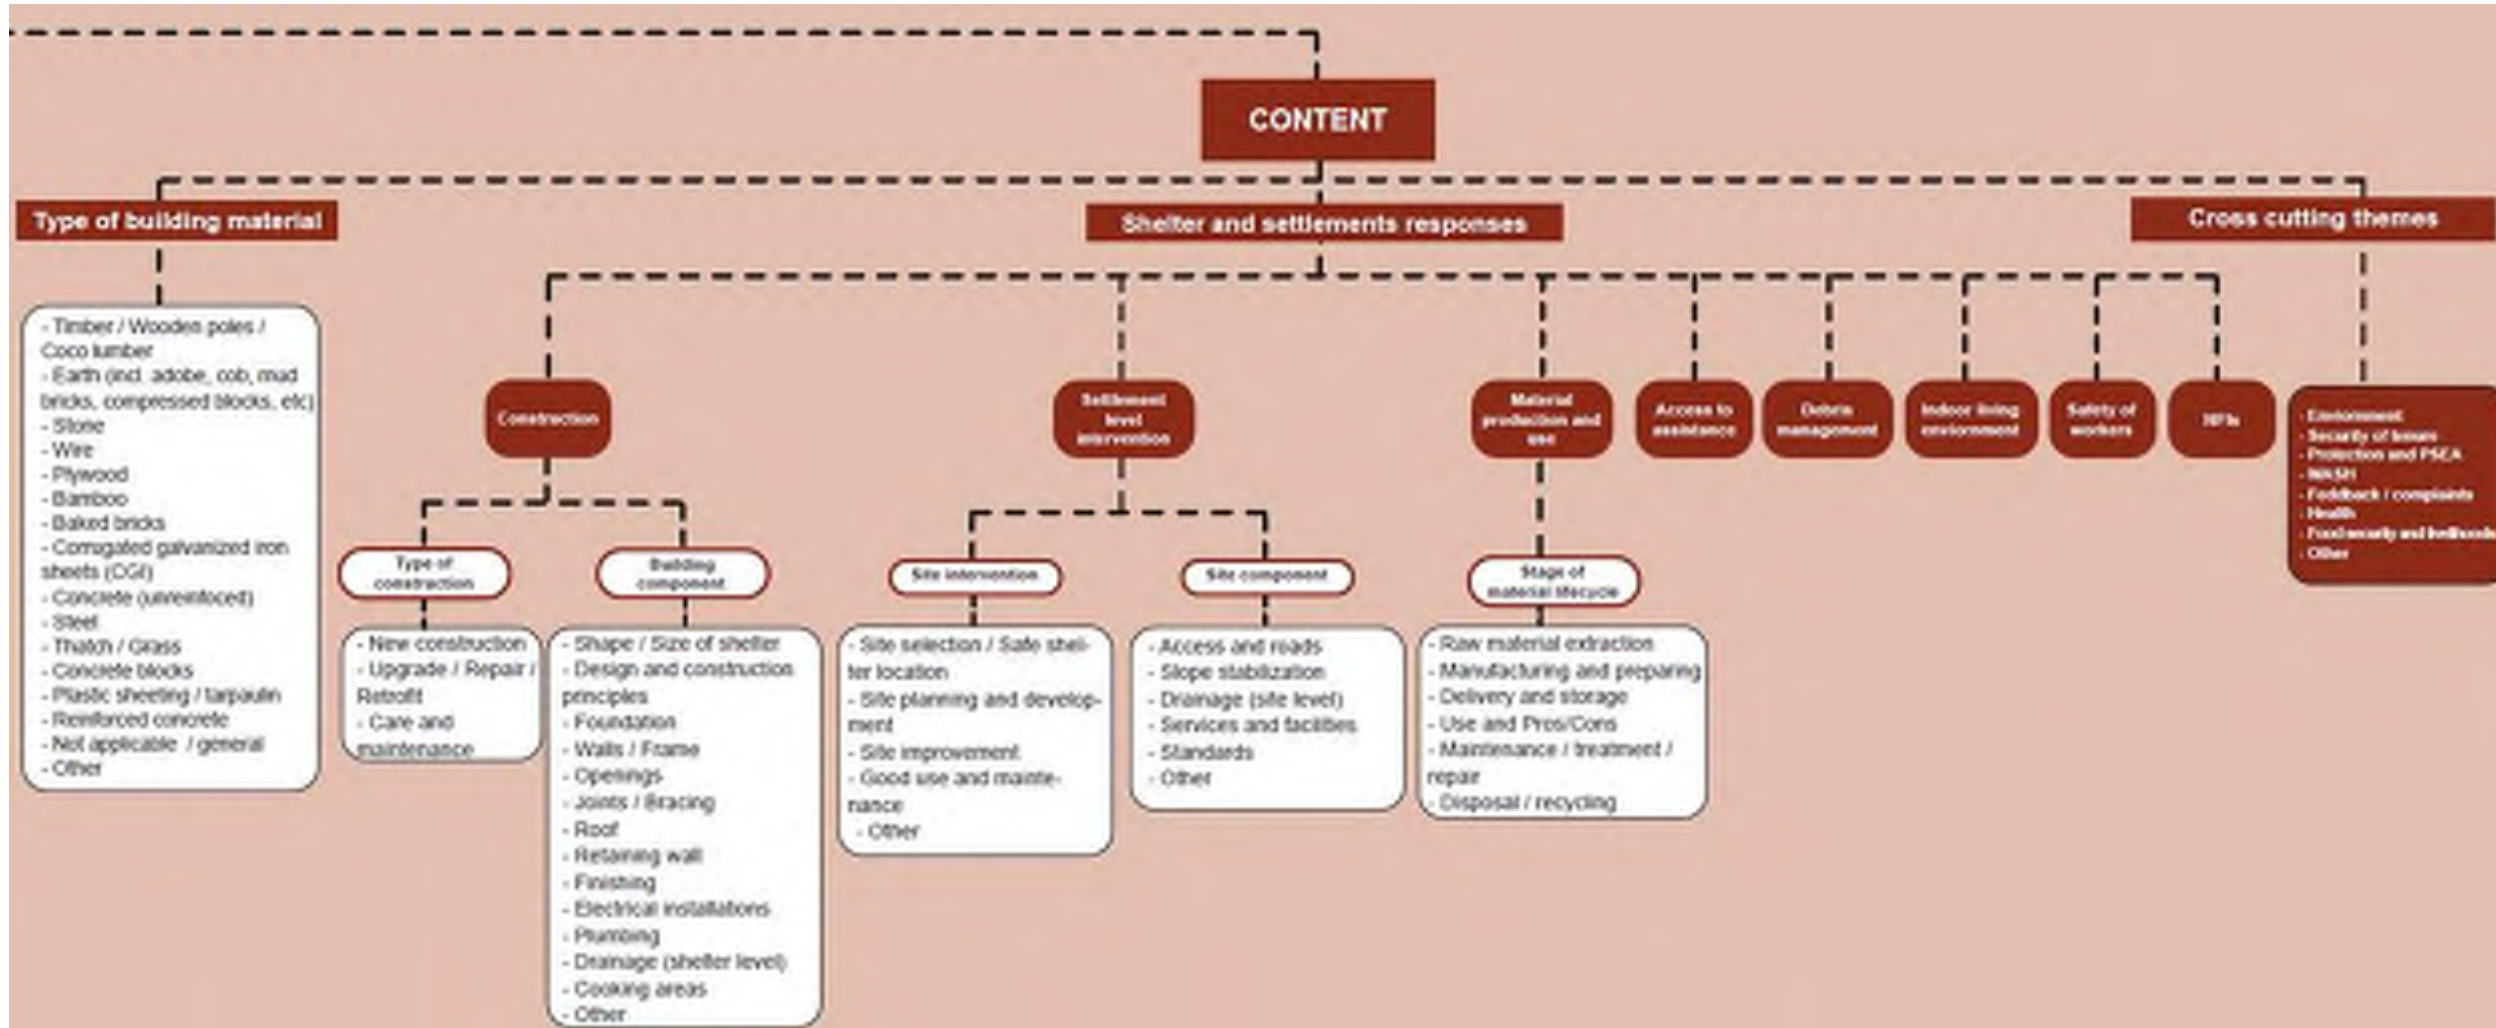 CONTENT
Type of building material
Shelter and settlements responses
Cross cutting themes
- Timber / Wooden poles /
Coco lumber
- Earth (incl. adobe, cob, mud
bricks, compressed blocks, etc)
- Stone
- Wire
- Plywood
- Bamboo
- Baked bricks
- Corrugated galvanized iron
sheets (CGI)
- Concrete (unreinfoced)
- Steel
- Thatch / Grass
- Concrete blocks
- Plastic sheeting / tarpaulin
- Reinforced concrete
- Not applicable / general
- Other
Construction
Type of
construction
- New construction
- Upgrade / Repair /
Retrofit
- Care and
maintenance
Building
component
- Shape / Size of shelter
- Design and construction
principles
- Foundation
- Walls / Frame
- Openings
- Joints / Bracing
- Roof
- Retaining wall
- Finishing
- Electrical installations
- Plumbing
- Drainage (shelter level)
- Cooking areas
- Other
Settlement
level
intervention
Site intervention
- Site selection / Safe shel-
ter location
- Site planning and develop-
ment
- Site improvement
- Good use and mainte-
nance
- Other
Site component
- Access and roads
- Slope stabilization
- Drainage (site level)
- Services and facilities
- Standards
- Other
Material
production and
use
Stage of
material lifecycle
- Raw material extraction
- Manufacturing and preparing
- Delivery and storage
- Use and Pros/Cons
- Maintenance / treatment /
repair
- Disposal / recycling
Access to
assistance
Debris
management
Indoor living
enviornment
Safety of
workers
NFIs
- Enviornment
- Security of tenure
- Protection and PSEA
- WASH
- Feddback / complaints
- Health
- Food security and livelihoods
- Other